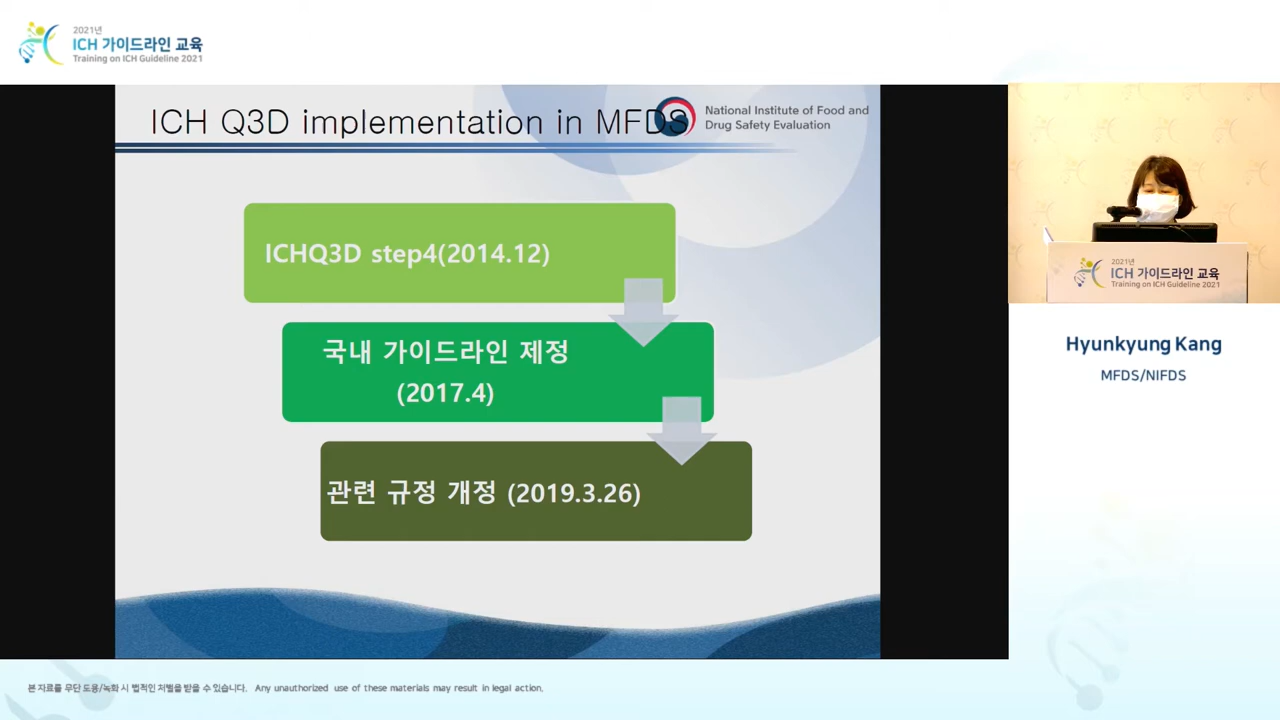 2021년
ICH 가이드라인 교육
Training on ICH Guideline 2021
ICH Q3D implementation in MFDS
National Institute of Food and
Drug Safety Evaluation
ICHQ3D step4(2014.12)
국내 가이드라인 제정
(2017.4)
관련 규정 개정 (2019.3.26)
2021년
ICH 가이드라인 교육
Training on ICH Guideline 2021
Hyunkyung Kang
MFDS/NIFDS
본 자료를 무단 도용/녹화 시 법적인 처벌을 받을 수 있습니다. Any unauthorized use of these materials may result in legal action.